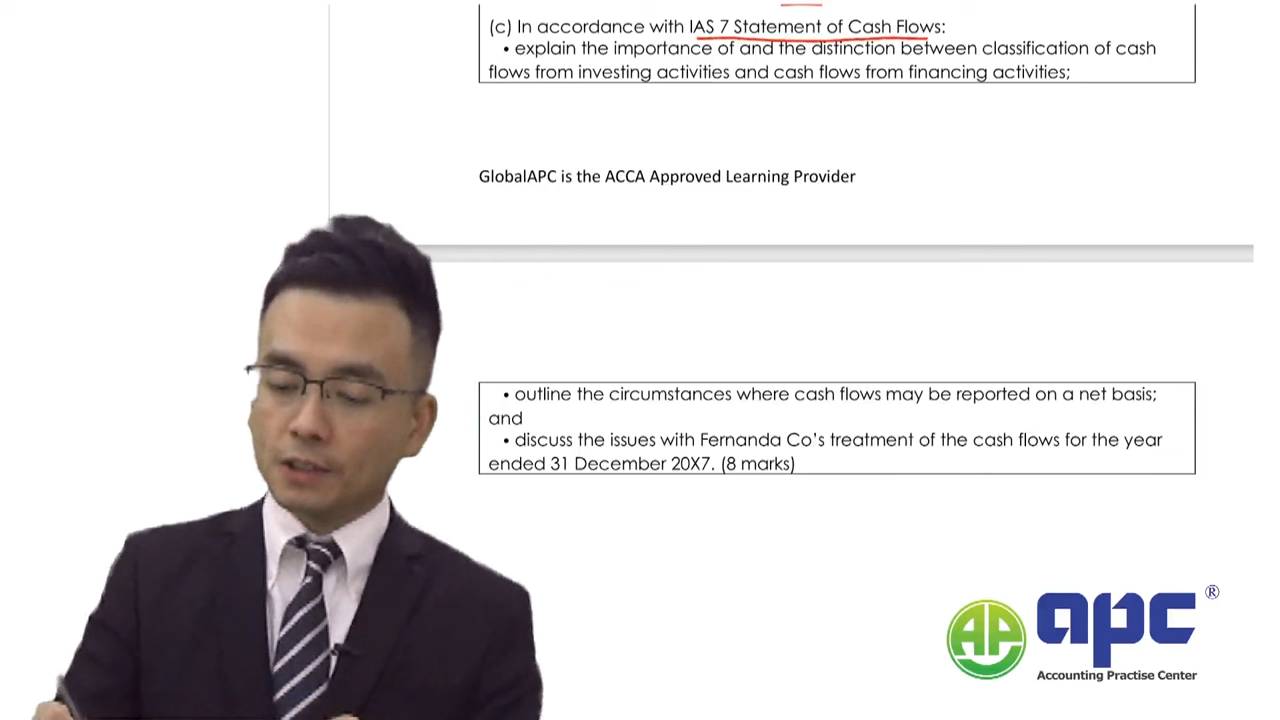 (c) In accordance with IAS 7 Statement of Cash Flows:
• explain the importance of and the distinction between classification of cash
flows from investing activities and cash flows from financing activities;
GlobalAPC is the ACCA Approved Learning Provider
• outline the circumstances where cash flows may be reported on a net basis;
and
• discuss the issues with Fernanda Co's treatment of the cash flows for the year
ended 31 December 20X7. (8 marks)
AP
apc®
Accounting Practise Center